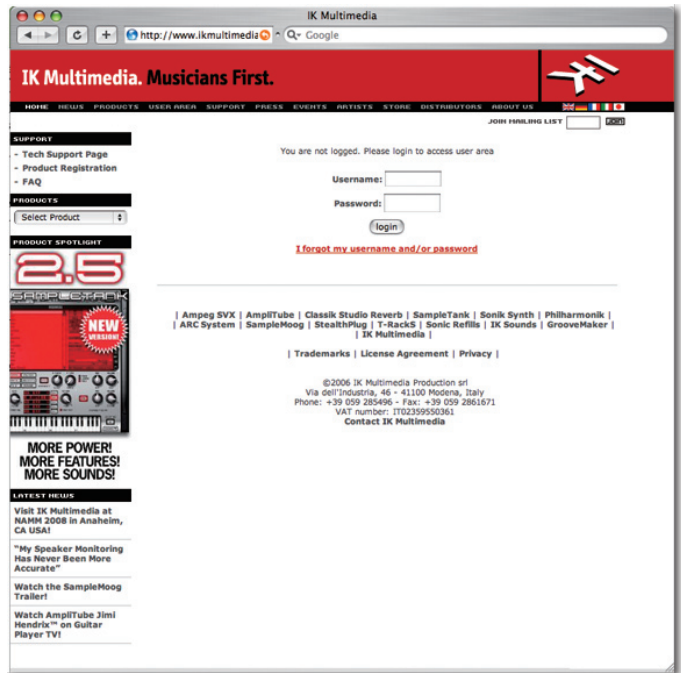 IK Multimedia
http://www.ikmultimedia
Google
IK Multimedia. Musicians First.
HOME NEWS PRODUCTS USER AREA SUPPORT PRESS EVENTS ARTISTS STORE DISTRIBUTORS ABOUT US
JOIN MAILING LIST
SUPPORT
- Tech Support Page
- Product Registration
- FAQ
PRODUCTS
Select Product
PRODUCT SPOTLIGHT
2.5
SAMPLETANK
NEW
VERSION!
MORE POWER!
MORE FEATURES!
MORE SOUNDS!
LATEST NEWS
Visit IK Multimedia at
NAMM 2008 in Anaheim,
CA USA!
"My Speaker Monitoring
Has Never Been More
Accurate"
Watch the SampleMoog
Trailer!
Watch AmpliTube Jimi
Hendrix™ on Guitar
Player TV!
You are not logged. Please login to access user area
Username:
Password:
login
I forgot my username and/or password
| Ampeg SVX | AmpliTube | Classik Studio Reverb | SampleTank | Sonik Synth | Philharmonik |
| ARC System | SampleMoog | StealthPlug | T-RackS | Sonic Refills | IK Sounds | GrooveMaker |
| IK Multimedia |
| Trademarks | License Agreement | Privacy |
©2006 IK Multimedia Production srl
Via dell'Industria, 46 - 41100 Modena, Italy
Phone: +39 059 285496 - Fax: +39 059 2861671
VAT number: IT02359550361
Contact IK Multimedia